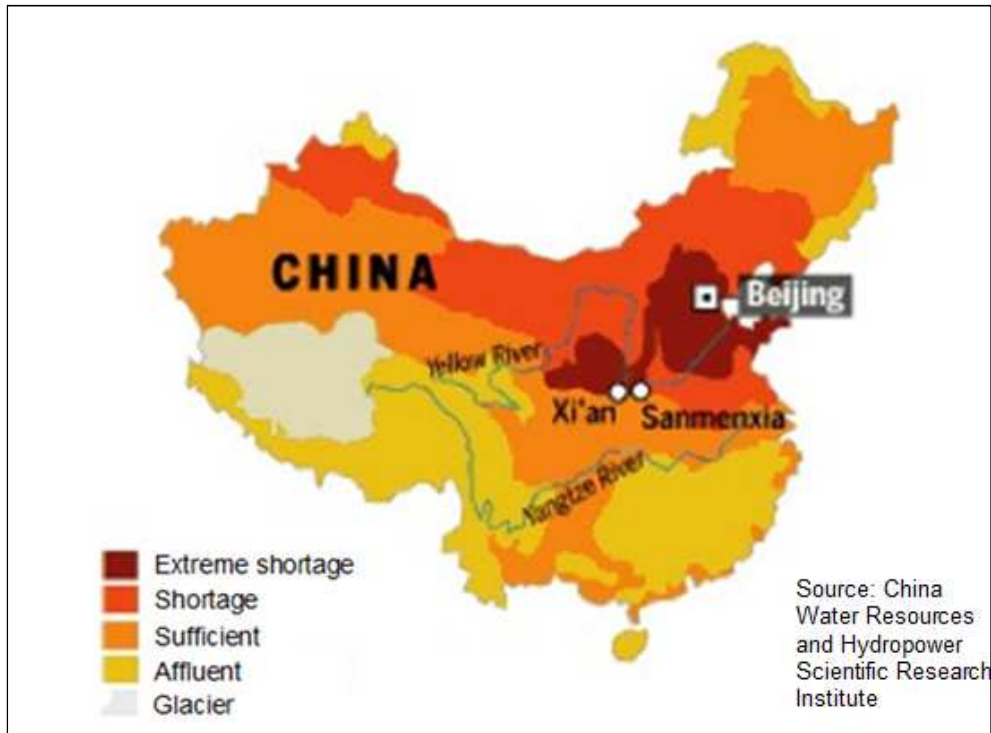 CHINA
Beijing
Yellow River
Xi'an
Sanmenxia
Yangtze River
Extreme shortage
Shortage
Sufficient
Affluent
Glacier
Source: China
Water Resources
and Hydropower
Scientific Research
Institute